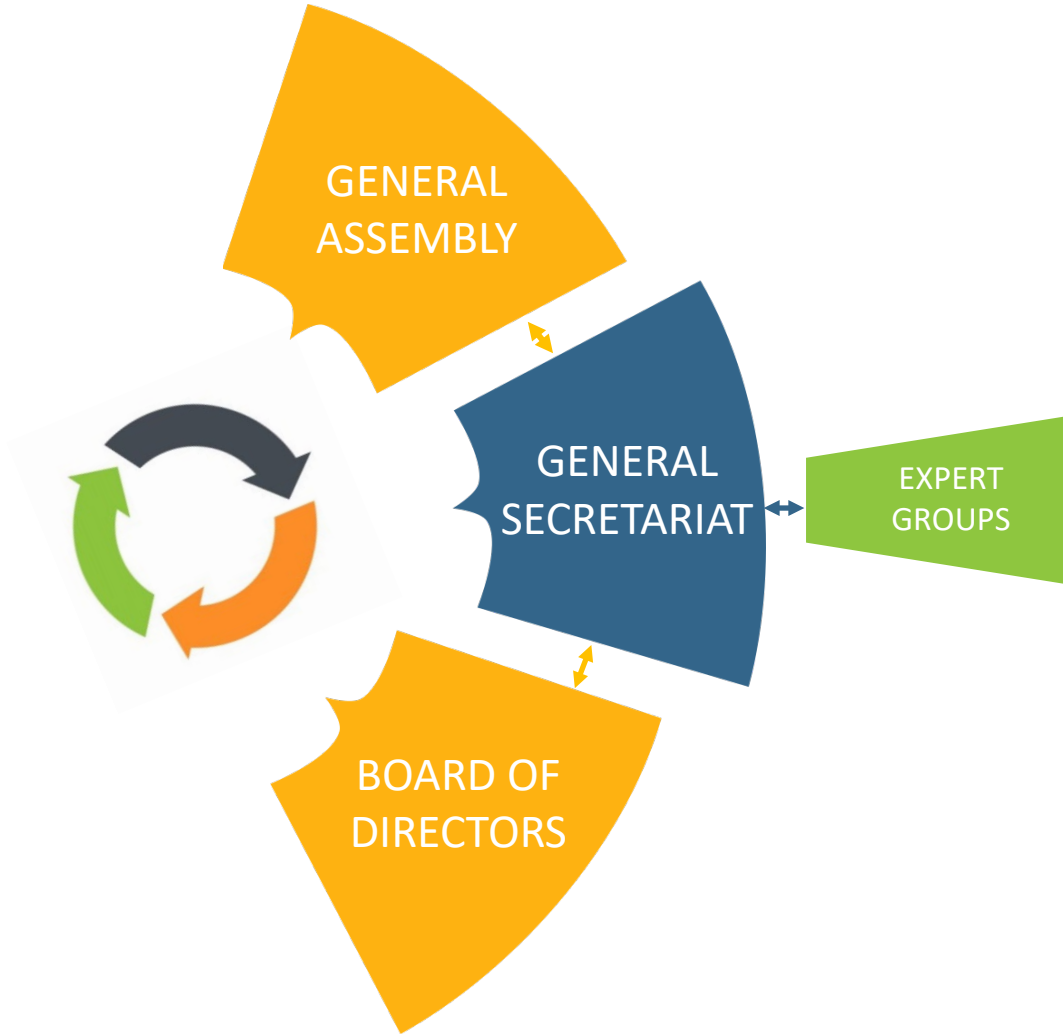 GENERAL
ASSEMBLY
GENERAL
SECRETARIAT
EXPERT
GROUPS
BOARD OF
DIRECTORS